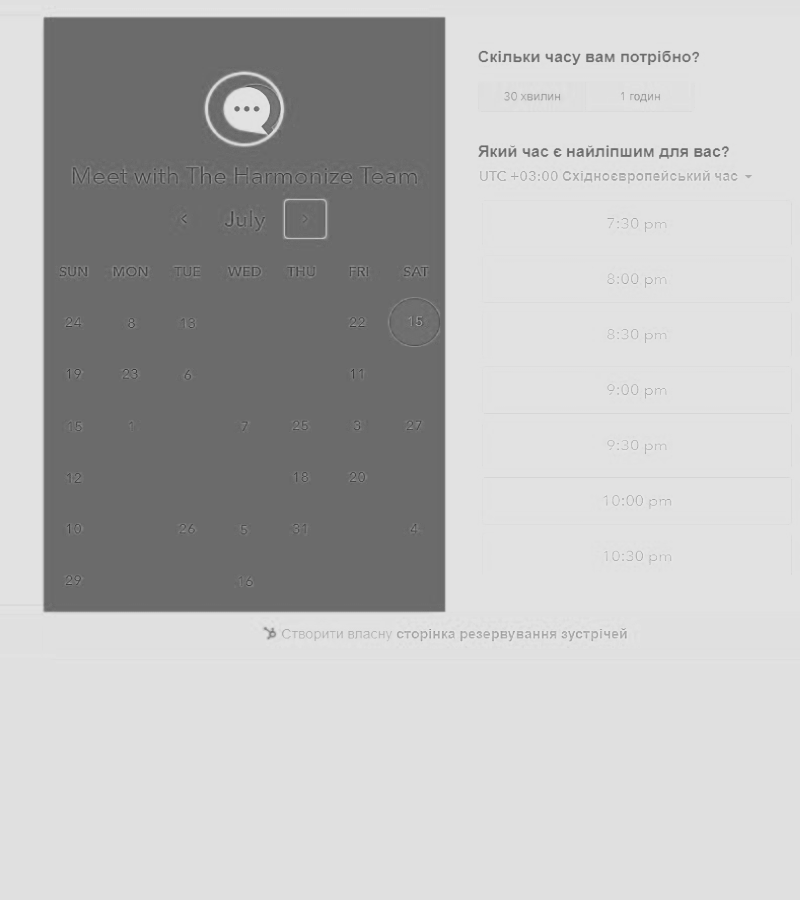 Meet with The Harmonize Team
July
SUN MON TUE WED THU FRI SAT
24 8 18 22 15
19 23 6 11
15 1 7 25 3 27
12 18 20
10 26 5 31 4
29 16
Скільки часу вам потрібно?
30 хвилин 1 годин
Який час є найліпшим для вас?
UTC +03:00 Східноєвропейський час
7:30 pm
8:00 pm
8:30 pm
9:00 pm
9:30 pm
10:00 pm
10:30 pm
Створити власну сторінка резервування зустрічей